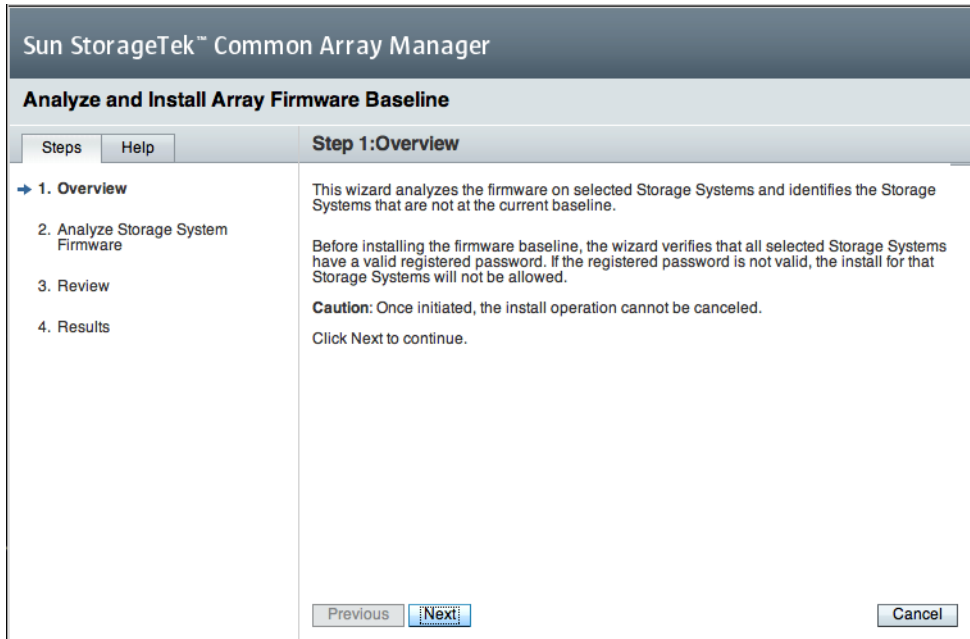 Sun StorageTek™ Common Array Manager
Analyze and Install Array Firmware Baseline
Steps
Help
1. Overview
2. Analyze Storage System
Firmware
3. Review
4. Results
Step 1:Overview
This wizard analyzes the firmware on selected Storage Systems and identifies the Storage
Systems that are not at the current baseline.
Before installing the firmware baseline, the wizard verifies that all selected Storage Systems
have a valid registered password. If the registered password is not valid, the install for that
Storage Systems will not be allowed.
Caution: Once initiated, the install operation cannot be canceled.
Click Next to continue.
Previous
Next
Cancel